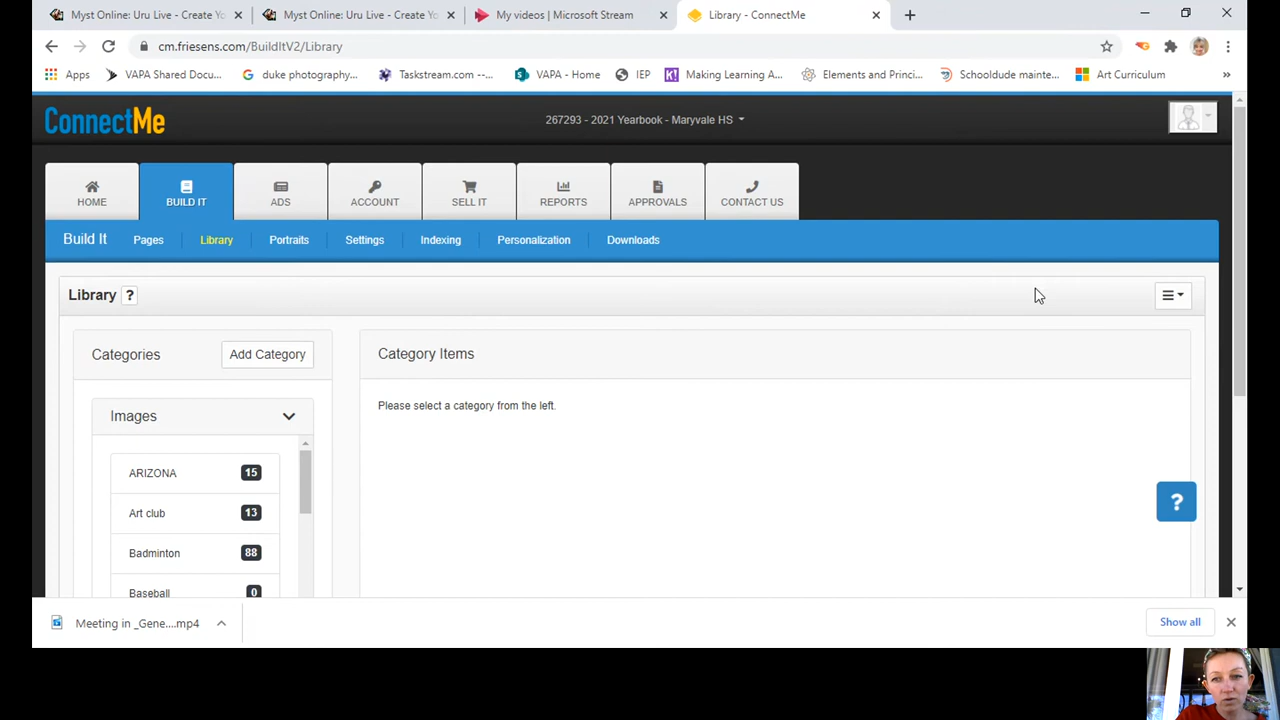 Myst Online: Uru Live - Create Yo
Myst Online: Uru Live - Create Yo
My videos | Microsoft Stream
Library - ConnectMe
cm.friesens.com/BuildItV2/Library
Apps
VAPA Shared Docu...
duke photography...
Taskstream.com --...
VAPA - Home
IEP
Making Learning A...
Elements and Princi...
Schooldude mainte...
Art Curriculum
»
ConnectMe
267293 - 2021 Yearbook - Maryvale HS
HOME
BUILD IT
ADS
ACCOUNT
SELL IT
REPORTS
APPROVALS
CONTACT US
Build It
Pages
Library
Portraits
Settings
Indexing
Personalization
Downloads
Library ?
Categories
Add Category
Category Items
Images
Please select a category from the left.
ARIZONA 15
Art club 13
Badminton 88
Baseball 0
?
Meeting in _Gene....mp4
Show all